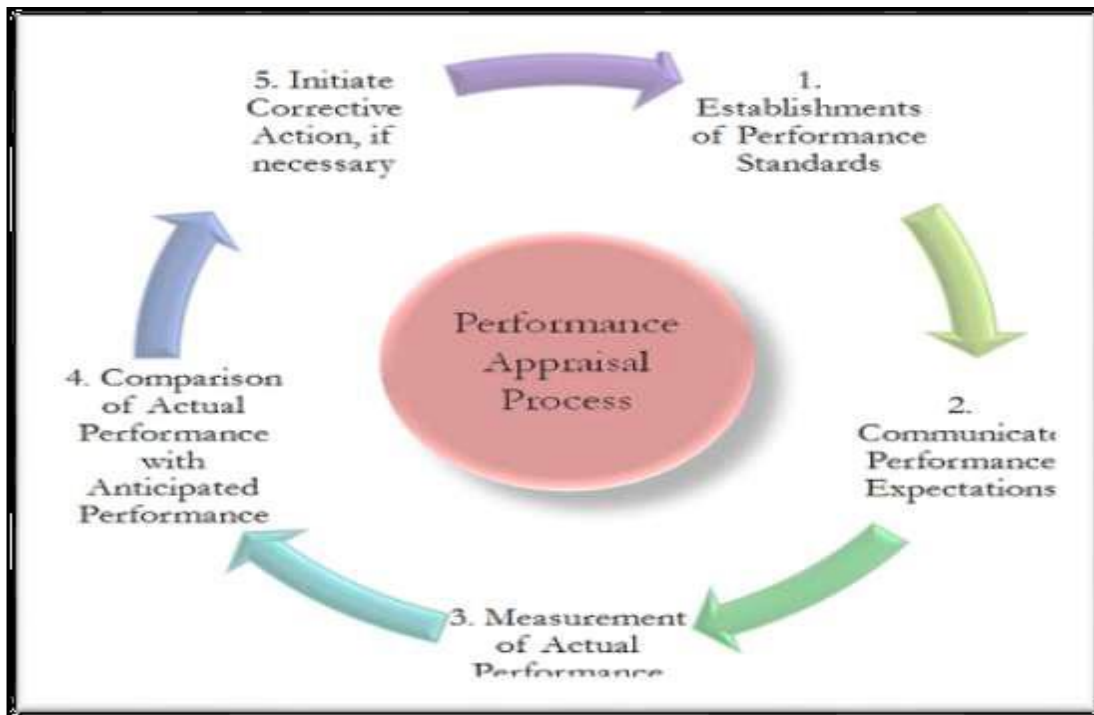 1.
Establishments
of Performance
Standards
2.
Communicate
Performance
Expectations
3. Measurement
of Actual
Performance
4. Comparison
of Actual
Performance
with
Anticipated
Performance
5. Initiate
Corrective
Action, if
necessary
Performance
Appraisal
Process